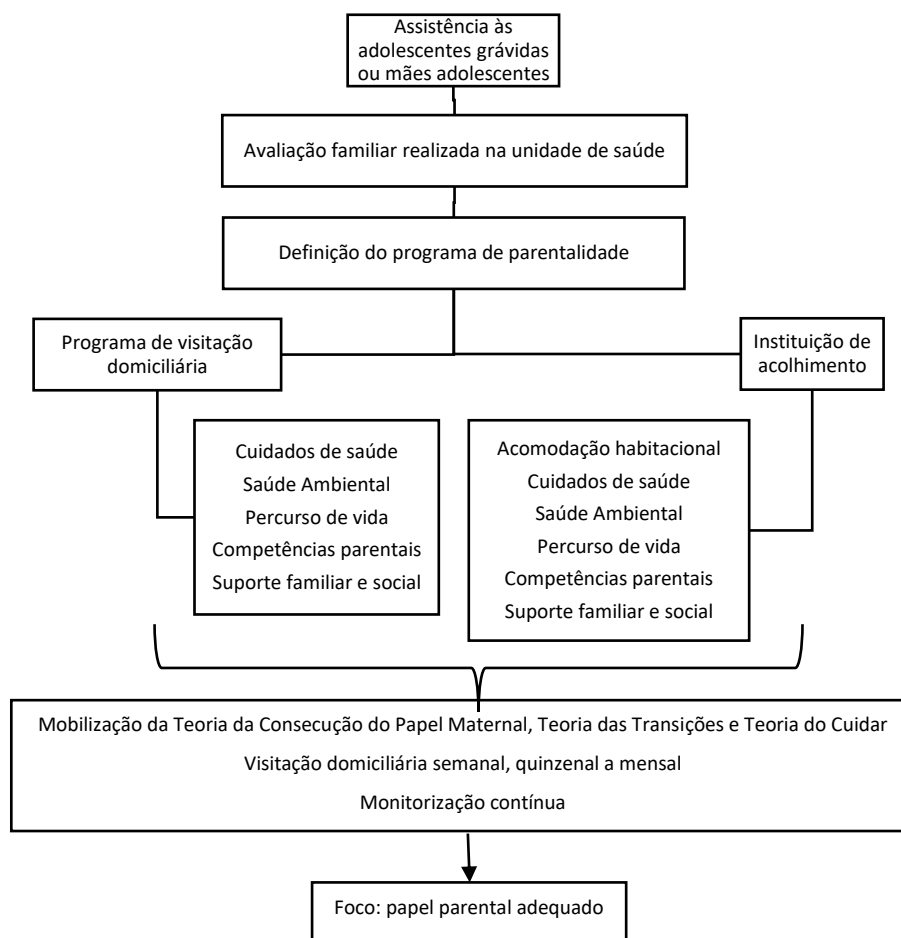 Assistência às
adolescentes grávidas
ou mães adolescentes
Avaliação familiar realizada na unidade de saúde
Definição do programa de parentalidade
Programa de visitação
domiciliária
Instituição de
acolhimento
Cuidados de saúde
Saúde Ambiental
Percurso de vida
Competências parentais
Suporte familiar e social
Acomodação habitacional
Cuidados de saúde
Saúde Ambiental
Percurso de vida
Competências parentais
Suporte familiar e social
Mobilização da Teoria da Consecução do Papel Maternal, Teoria das Transições e Teoria do Cuidar
Visitação domiciliária semanal, quinzenal a mensal
Monitorização contínua
Foco: papel parental adequado